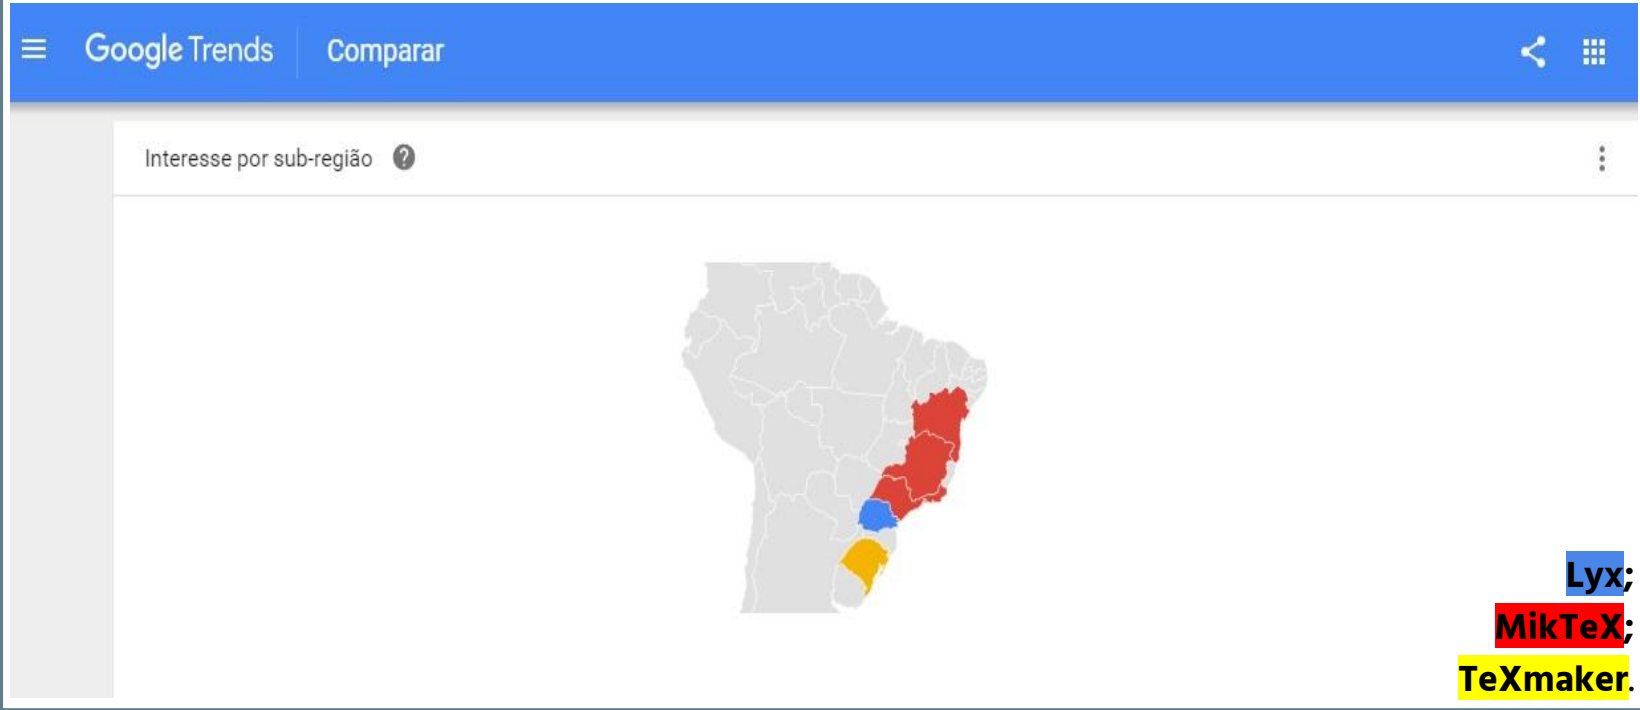 Google Trends Comparar
Interesse por sub-região ?
Lyx;
MikTeX;
TeXmaker.